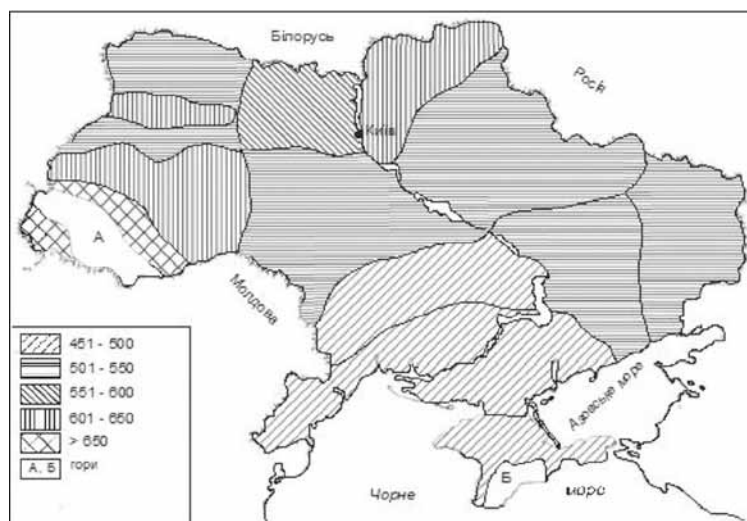 Білорусь
Росія
Київ
А
Молдова
451 - 500
501 - 550
551 - 600
601 - 650
> 650
А, Б гори
Азовське море
Б
Чорне море